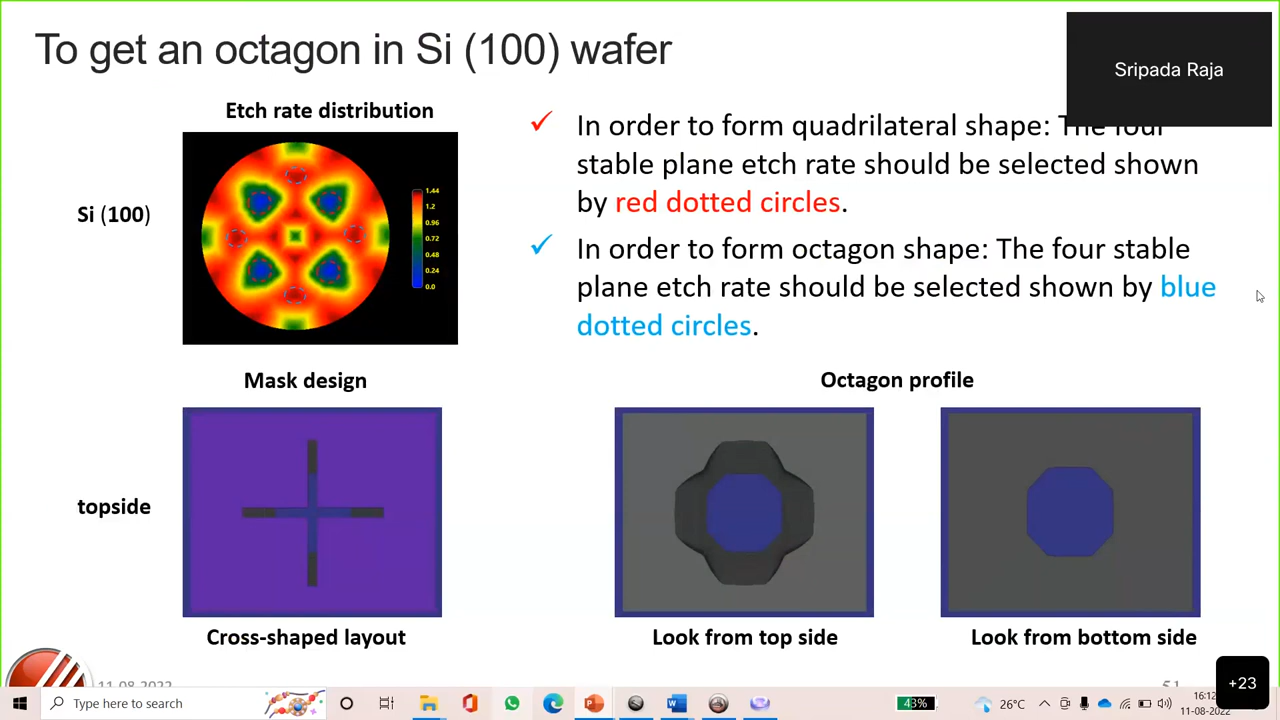 To get an octagon in Si (100) wafer
Sripada Raja
Etch rate distribution
Si (100)
1.44
1.2
0.96
0.72
0.48
0.24
0.0
✓ In order to form quadrilateral shape: The four
stable plane etch rate should be selected shown
by red dotted circles.
✓ In order to form octagon shape: The four stable
plane etch rate should be selected shown by blue
dotted circles.
Mask design
Octagon profile
topside
Cross-shaped layout
Look from top side
Look from bottom side
11.08.2022
51
+23
Type here to search
43%
26°C
16:12
11-08-2022